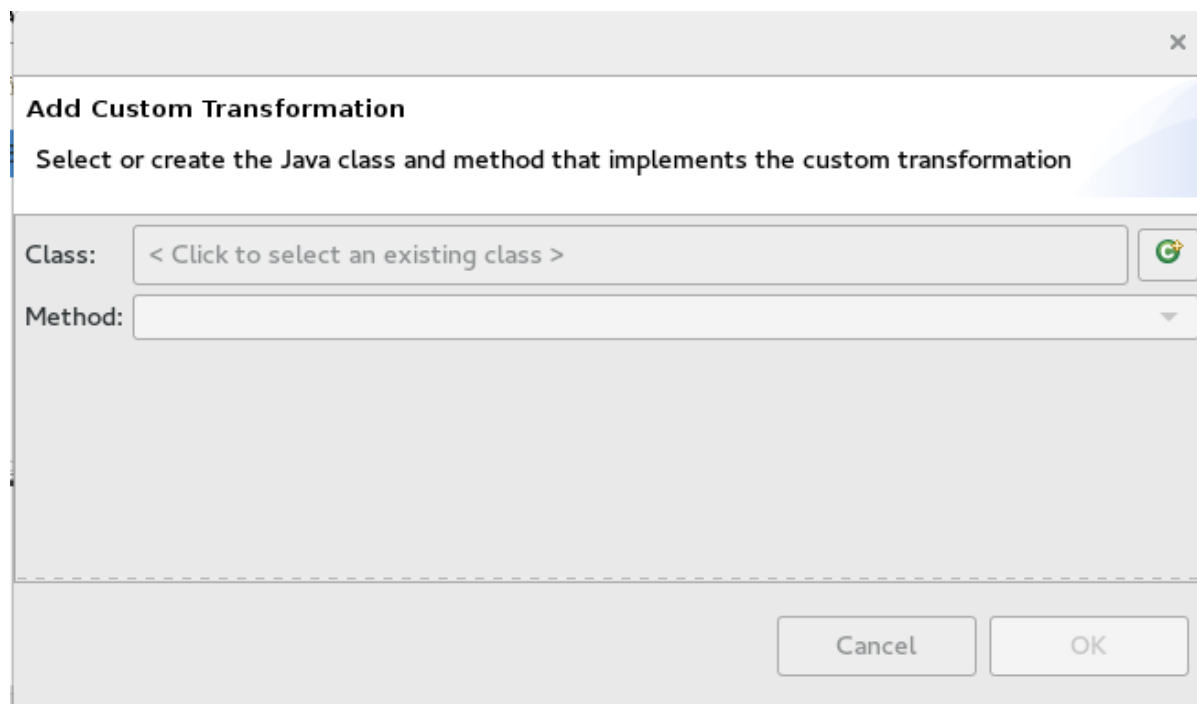 Add Custom Transformation
Select or create the Java class and method that implements the custom transformation
Class: < Click to select an existing class >
Method:
Cancel OK